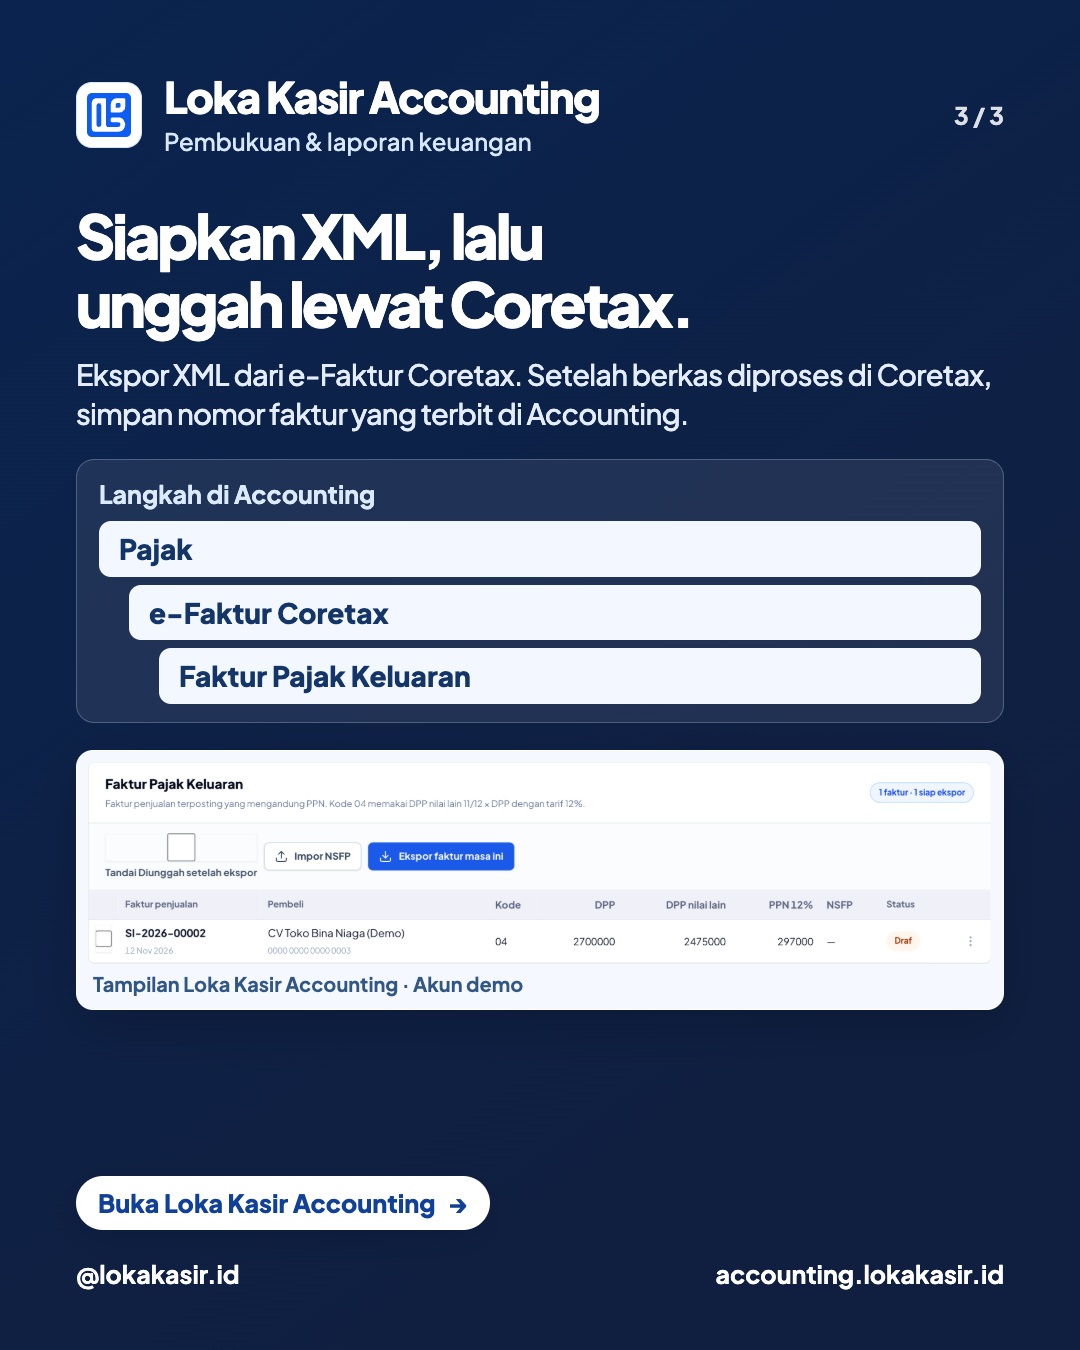 Loka Kasir Accounting
Pembukuan & laporan keuangan
3 / 3
Siapkan XML, lalu
unggah lewat Coretax.
Ekspor XML dari e-Faktur Coretax. Setelah berkas diproses di Coretax,
simpan nomor faktur yang terbit di Accounting.
Langkah di Accounting
Pajak
e-Faktur Coretax
Faktur Pajak Keluaran
Faktur Pajak Keluaran
Faktur penjualan terposting yang mengandung PPN. Kode 04 memakai DPP nilai lain 11/12 × DPP dengan tarif 12%.
1 faktur · 1 siap ekspor
Tandai Diunggah setelah ekspor
Impor NSFP
Ekspor faktur masa ini
Faktur penjualan Pembeli Kode DPP DPP nilai lain PPN 12% NSFP Status
SI-2026-00002 CV Toko Bina Niaga (Demo) 04 2700000 2475000 297000 — Draf
12 Nov 2026 0000 0000 0000 0003
Tampilan Loka Kasir Accounting · Akun demo
Buka Loka Kasir Accounting →
@lokakasir.id
accounting.lokakasir.id